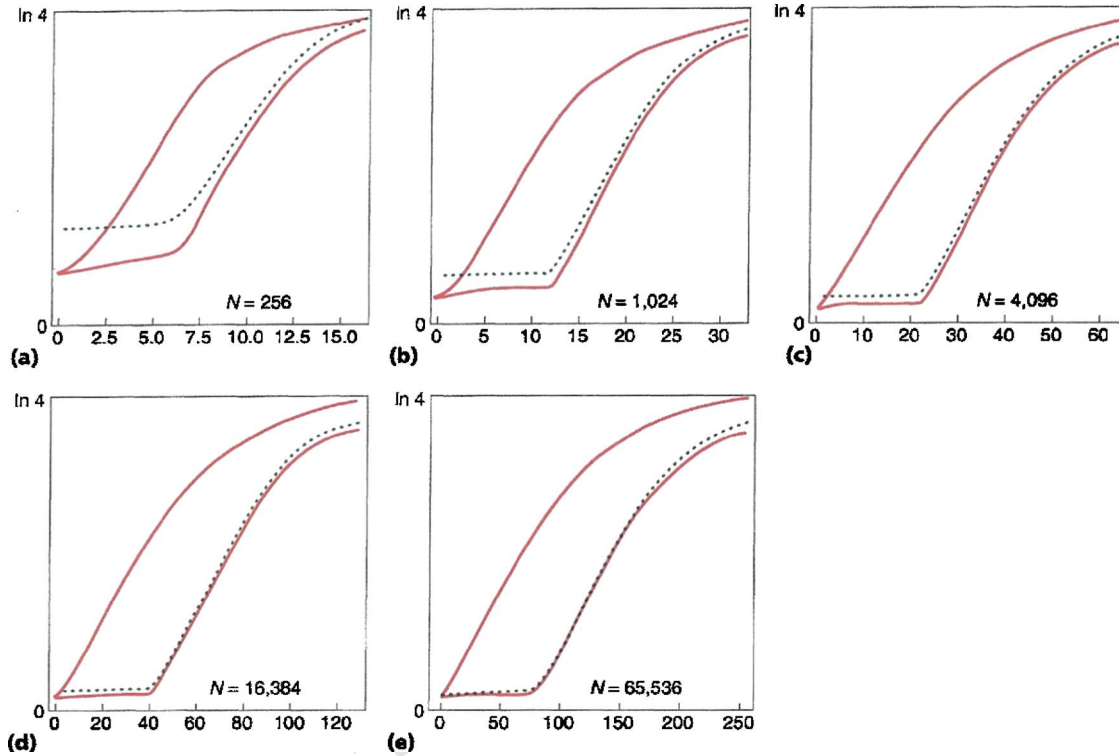 ln 4
N = 256
0
0 2.5 5.0 7.5 10.0 12.5 15.0
(a)
ln 4
N = 1,024
0
0 5 10 15 20 25 30
(b)
ln 4
N = 4,096
0
0 10 20 30 40 50 60
(c)
ln 4
N = 16,384
0
0 20 40 60 80 100 120
(d)
ln 4
N = 65,536
0
0 50 100 150 200 250
(e)